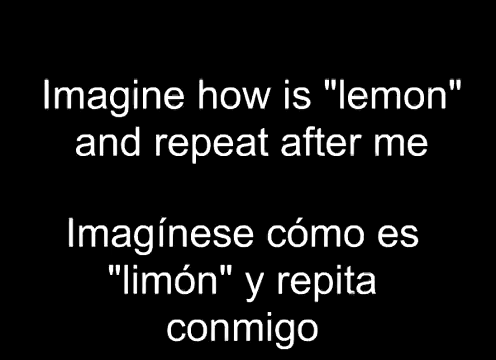 Imagine how is "lemon"
and repeat after me
Imagínese cómo es
"limón" y repita
conmigo